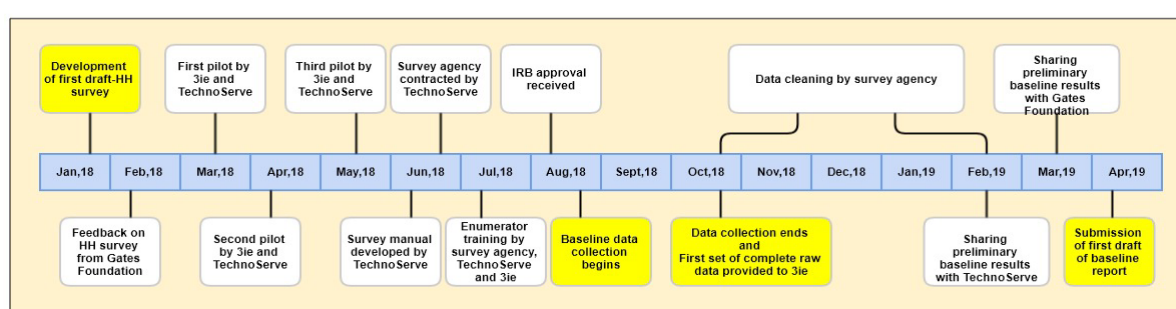 Development
of first draft-HH
survey
First pilot by
3ie and
TechnoServe
Third pilot by
3ie and
TechnoServe
Survey agency
contracted by
TechnoServe
IRB approval
received
Data cleaning by survey agency
Sharing
preliminary
baseline results
with Gates
Foundation
Jan,18
Feb,18
Mar,18
Apr,18
May,18
Jun,18
Jul,18
Aug,18
Sept,18
Oct,18
Nov,18
Dec,18
Jan,19
Feb,19
Mar,19
Apr,19
Feedback on
HH survey
from Gates
Foundation
Second pilot
by 3ie and
TechnoServe
Survey manual
developed by
TechnoServe
Enumerator
training by
survey agency,
TechnoServe
and 3ie
Baseline data
collection
begins
Data collection ends
and
First set of complete raw
data provided to 3ie
Sharing
preliminary
baseline results
with TechnoServe
Submission
of first draft
of baseline
report